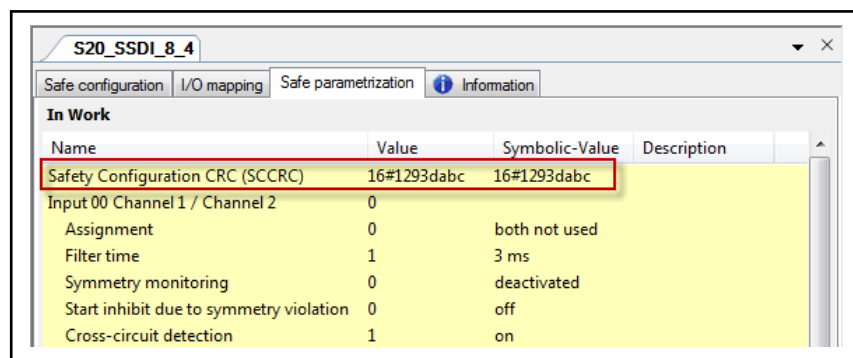 S20_SSDI_8_4
Safe configuration I/O mapping Safe parametrization Information
In Work
Name Value Symbolic-Value Description
Safety Configuration CRC (SCCRC) 16#1293dabc 16#1293dabc
Input 00 Channel 1 / Channel 2 0
Assignment 0 both not used
Filter time 1 3 ms
Symmetry monitoring 0 deactivated
Start inhibit due to symmetry violation 0 off
Cross-circuit detection 1 on